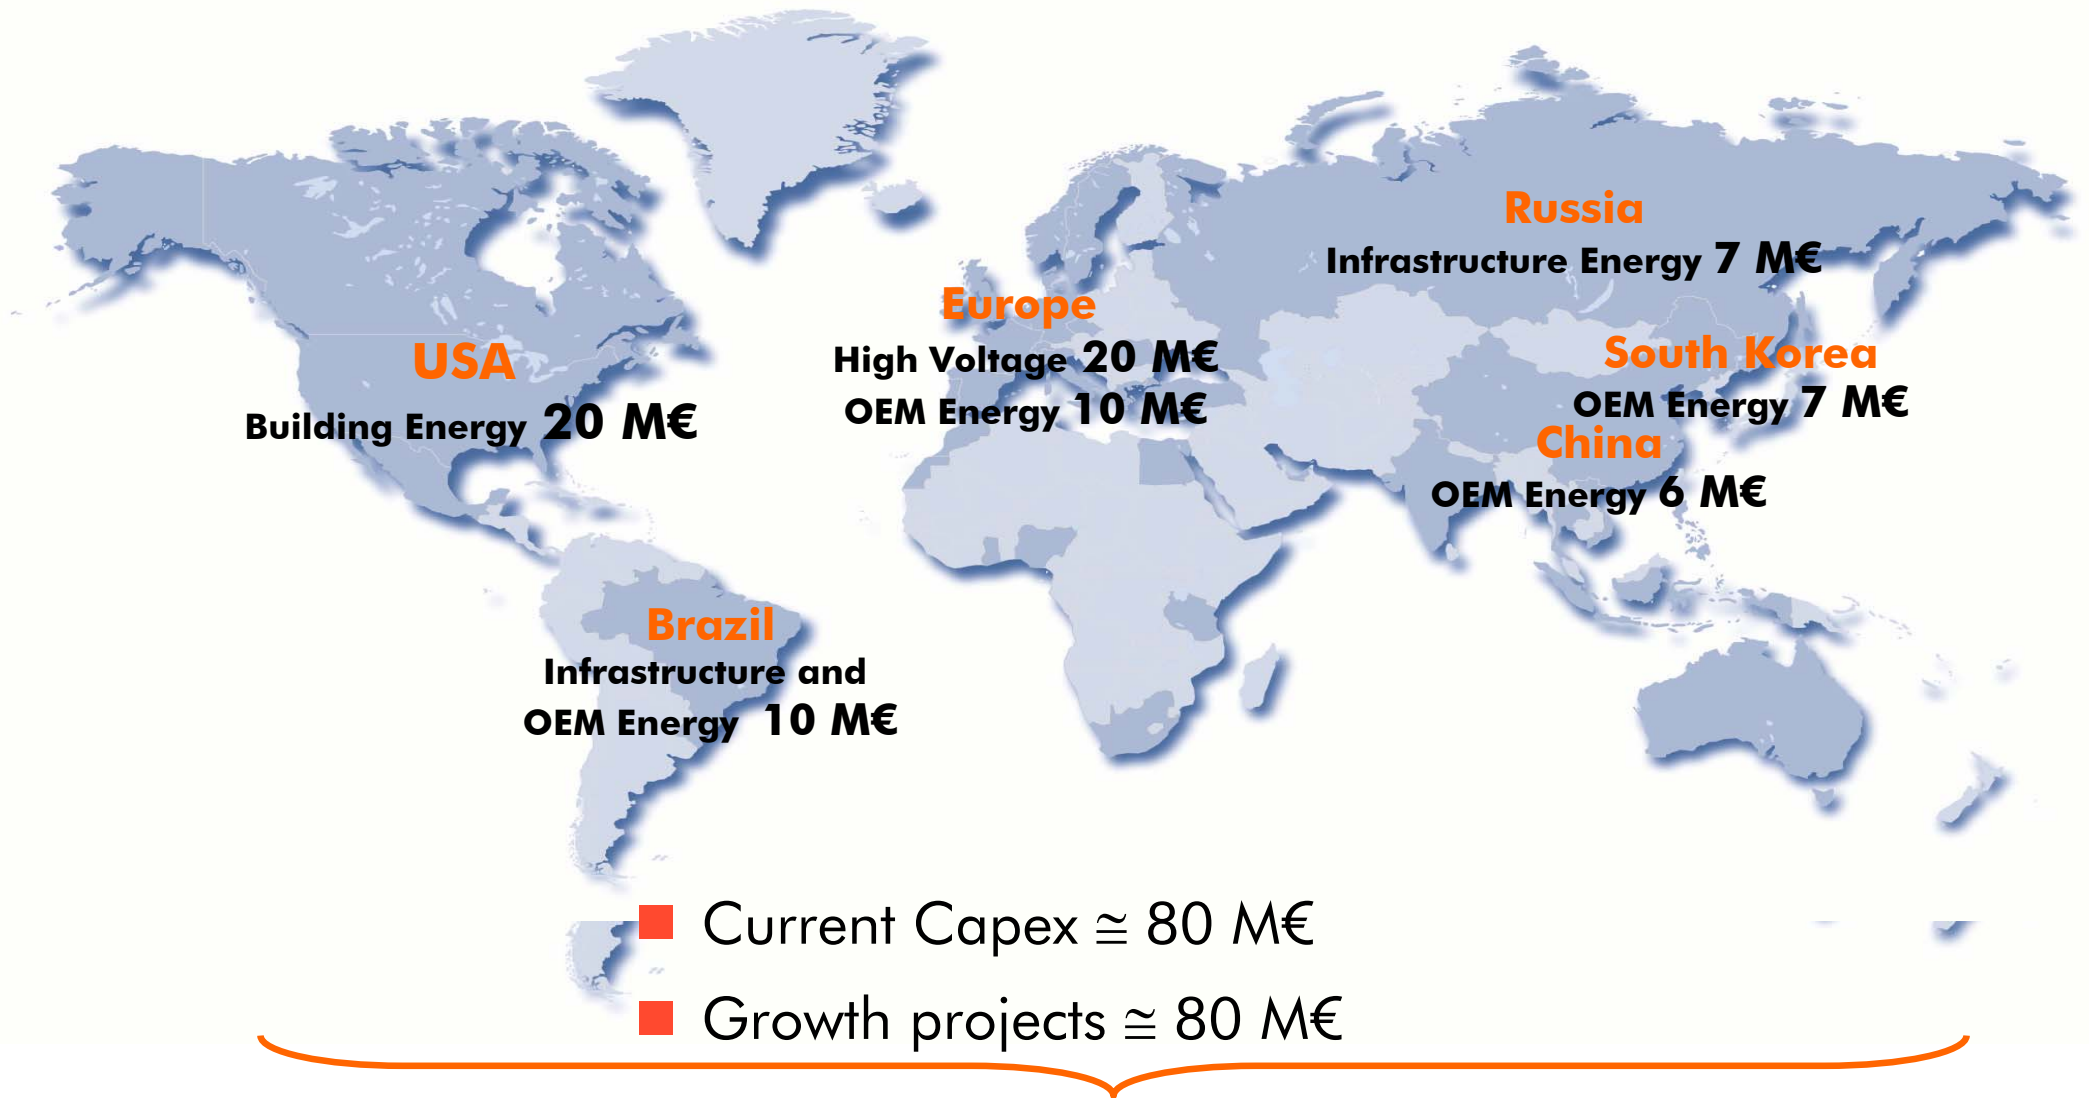 USA
Building Energy 20 M€
Brazil
Infrastructure and
OEM Energy 10 M€
Europe
High Voltage 20 M€
OEM Energy 10 M€
Russia
Infrastructure Energy 7 M€
South Korea
OEM Energy 7 M€
China
OEM Energy 6 M€
Current Capex ≅ 80 M€
Growth projects ≅ 80 M€